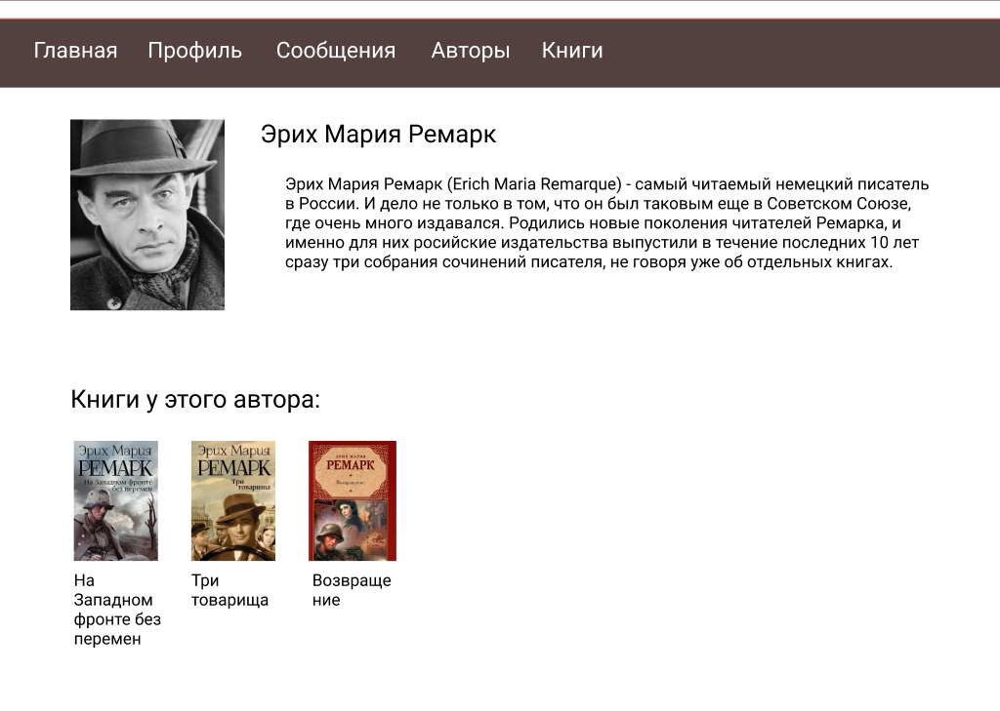 Главная Профиль Сообщения Авторы Книги
Эрих Мария Ремарк
Эрих Мария Ремарк (Erich Maria Remarque) - самый читаемый немецкий писатель
в России. И дело не только в том, что он был таковым еще в Советском Союзе,
где очень много издавался. Родились новые поколения читателей Ремарка, и
именно для них росийские издательства выпустили в течение последних 10 лет
сразу три собрания сочинений писателя, не говоря уже об отдельных книгах.
Книги у этого автора:
Эрих Мария
РЕМАРК
На Западном фронте
без перемен
Эрих Мария
РЕМАРК
Три
товарища
ЭРИХ МАРИЯ
РЕМАРК
Возвращение
На
Западном
фронте без
перемен
Три
товарища
Возвраще
ние